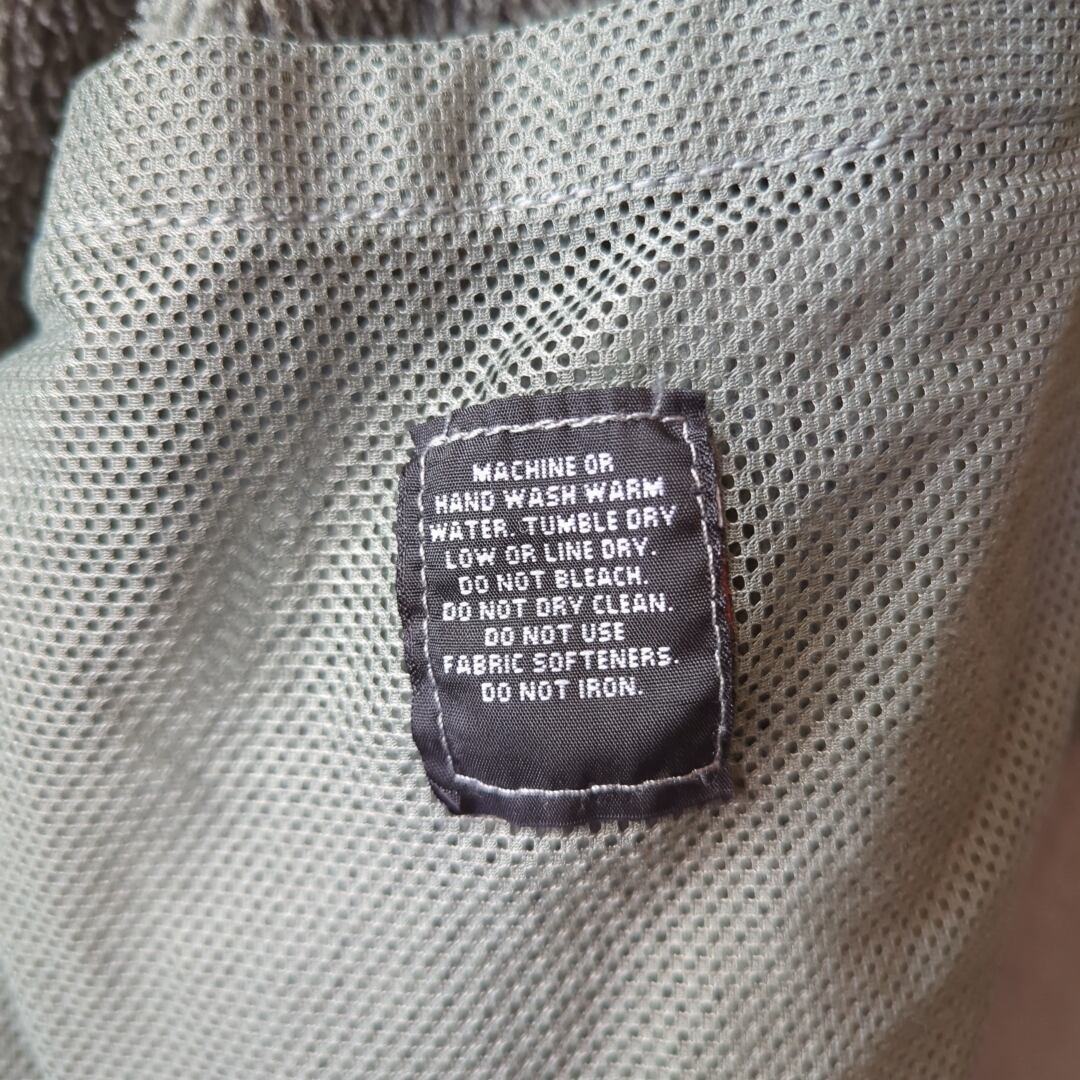 MACHINE OR
HAND WASH WARM
WATER. TUMBLE DRY
LOW OR LINE DRY.
DO NOT BLEACH.
DO NOT DRY CLEAN.
DO NOT USE
FABRIC SOFTENERS.
DO NOT IRON.